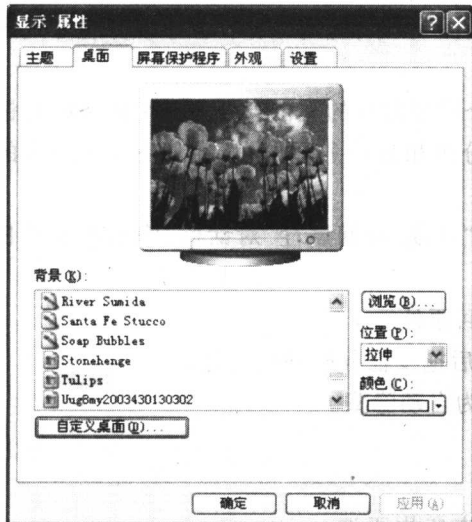 显示 属性
主题 桌面 屏幕保护程序 外观 设置
背景(K):
River Sumida
Santa Fe Stucco
Soap Bubbles
Stonehenge
Tulips
Uug8my2003430130302
浏览(B)...
位置(P):
拉伸
颜色(C):
自定义桌面(D)...
确定 取消 应用(A)